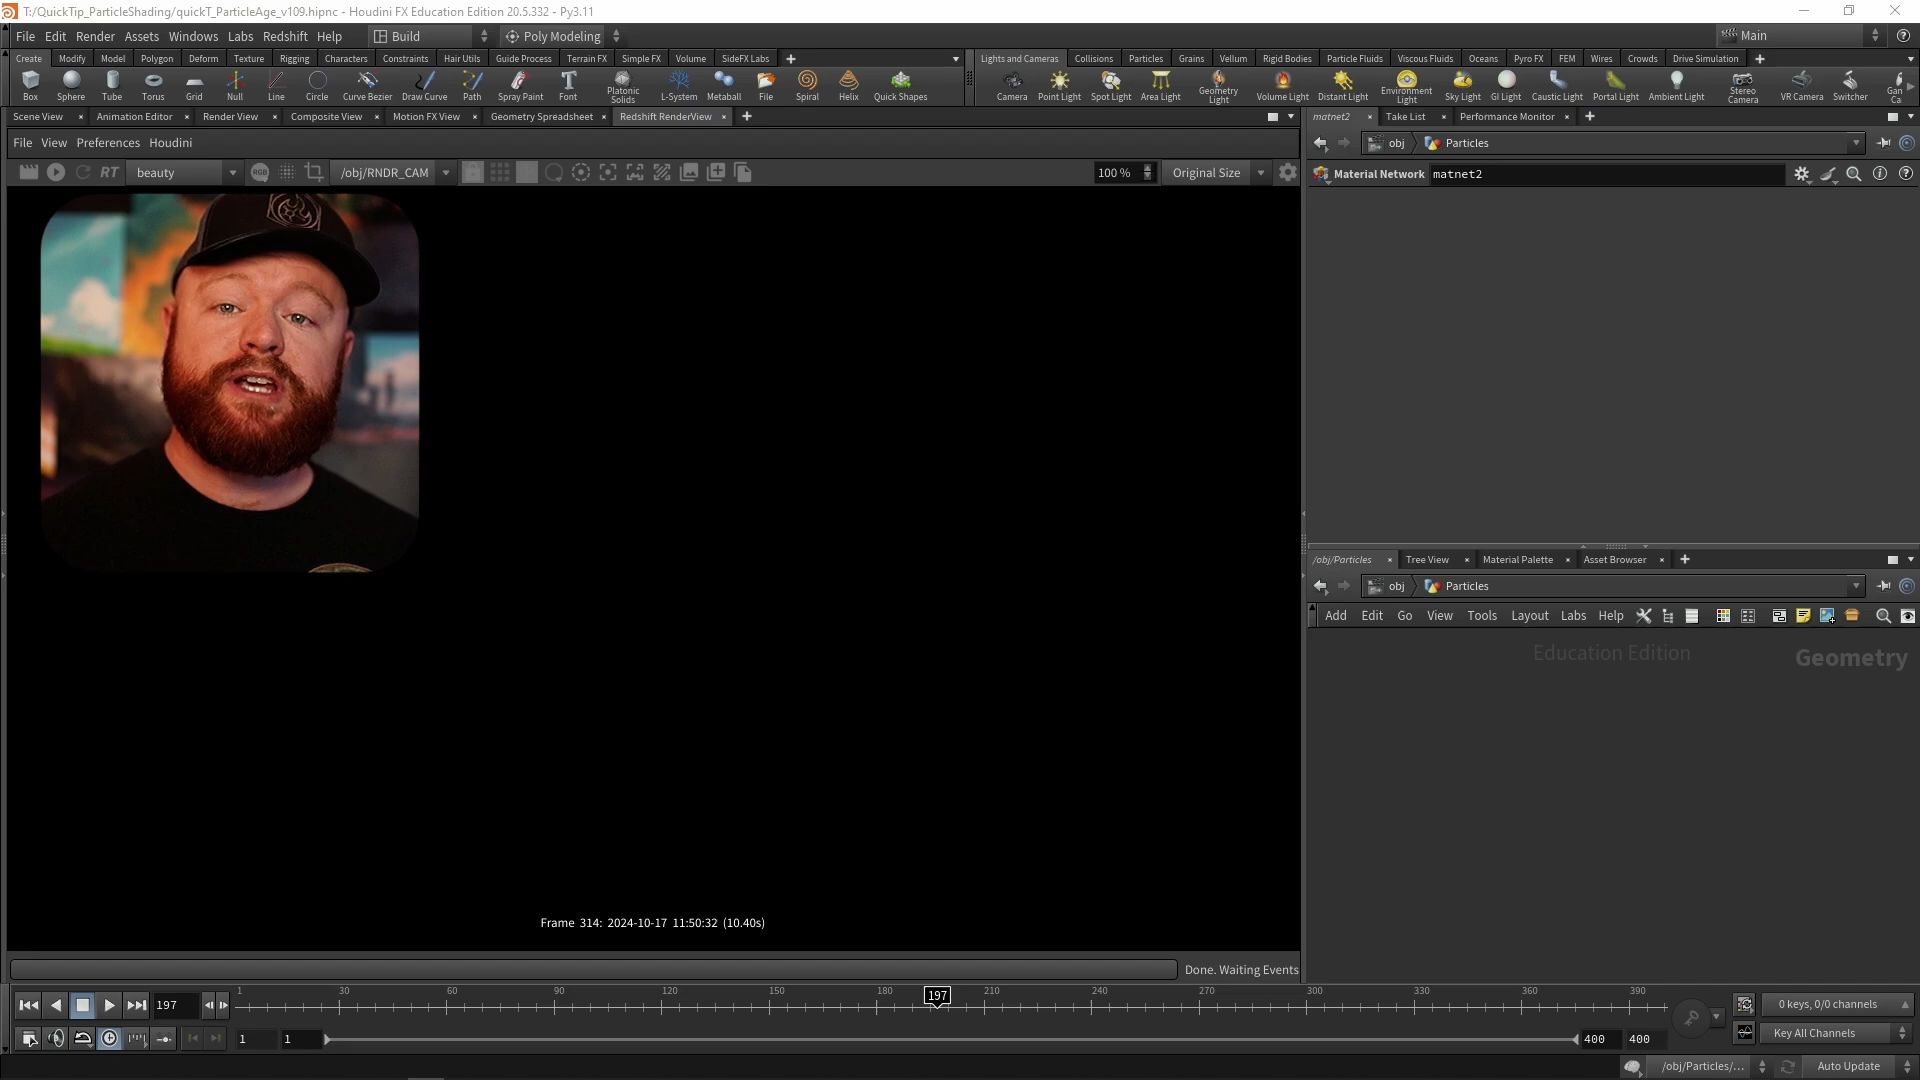 T:/QuickTip_ParticleShading/quickT_ParticleAge_v109.hipnc - Houdini FX Education Edition 20.5.332 - Py3.11
File Edit Render Assets Windows Labs Redshift Help Build Poly Modeling Main
Create Modify Model Polygon Deform Texture Rigging Characters Constraints Hair Utils Guide Process Terrain FX Simple FX Volume SideFX Labs
Lights and Cameras Collisions Particles Grains Vellum Rigid Bodies Particle Fluids Viscous Fluids Oceans Pyro FX FEM Wires Crowds Drive Simulation
Box Sphere Tube Torus Grid Null Line Circle Curve Bezier Draw Curve Path Spray Paint Font Platonic Solids L-System Metaball File Spiral Helix Quick Shapes
Camera Point Light Spot Light Area Light Geometry Light Volume Light Distant Light Environment Light Sky Light GI Light Caustic Light Portal Light Ambient Light Stereo Camera VR Camera Switcher Gan Ca
Scene View Animation Editor Render View Composite View Motion FX View Geometry Spreadsheet Redshift RenderView
matnet2 Take List Performance Monitor
File View Preferences Houdini
obj Particles
RT beauty RGB /obj/RNDR_CAM 100 % Original Size
Material Network matnet2
/obj/Particles Tree View Material Palette Asset Browser
obj Particles
Add Edit Go View Tools Layout Labs Help
Education Edition
Geometry
Frame 314: 2024-10-17 11:50:32 (10.40s)
Done. Waiting Events
197
1 30 60 90 120 150 180 197 210 240 270 300 330 360 390
0 keys, 0/0 channels
1 1 400 400
Key All Channels
/obj/Particles/... Auto Update